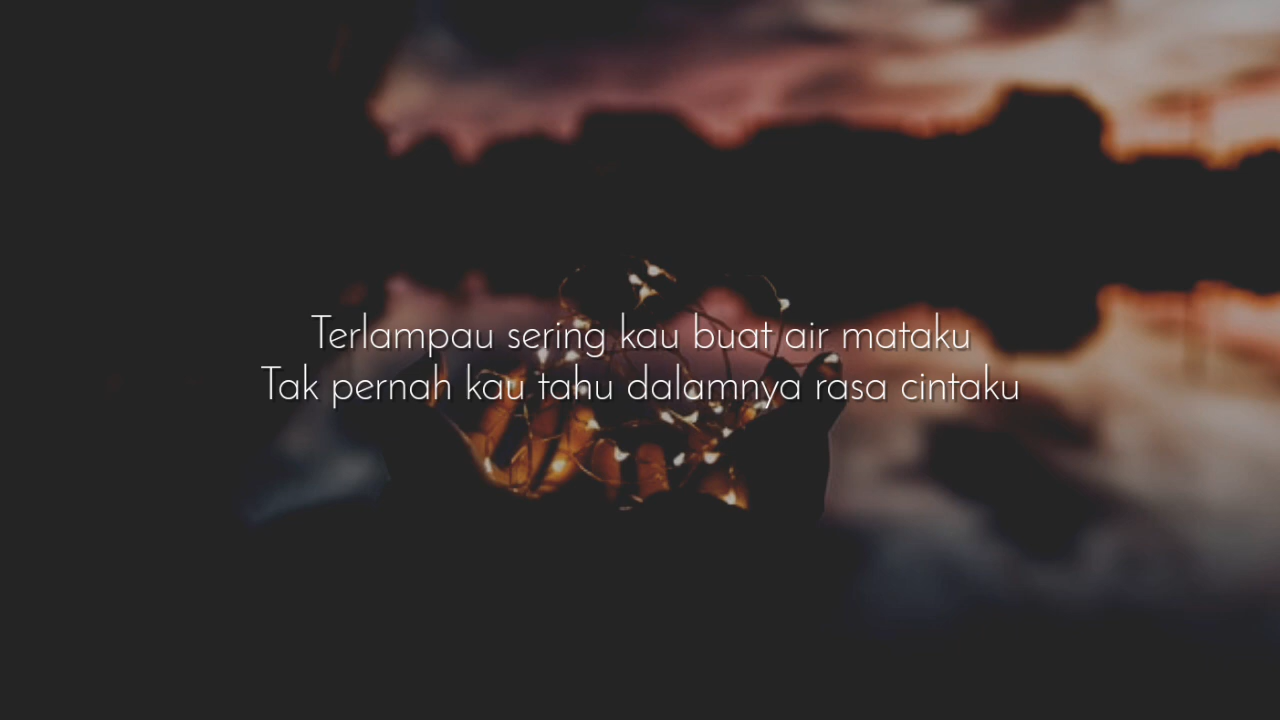 Terlampau sering kau buat air mataku
Tak pernah kau tahu dalamnya rasa cintaku